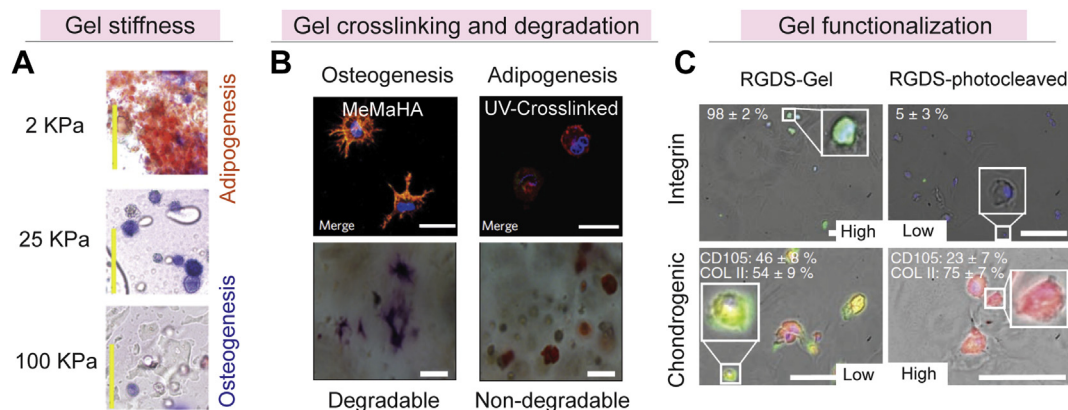 Gel stiffness
Gel crosslinking and degradation
Gel functionalization
A
2 KPa
25 KPa
100 KPa
Adipogenesis
Osteogenesis
B
Osteogenesis
Adipogenesis
MeMaHA
UV-Crosslinked
Merge
Merge
Degradable
Non-degradable
C
RGDS-Gel
RGDS-photocleaved
Integrin
98 ± 2 %
5 ± 3 %
High
Low
Chondrogenic
CD105: 46 ± 8 %
COL II: 54 ± 9 %
CD105: 23 ± 7 %
COL II: 75 ± 7 %
Low
High